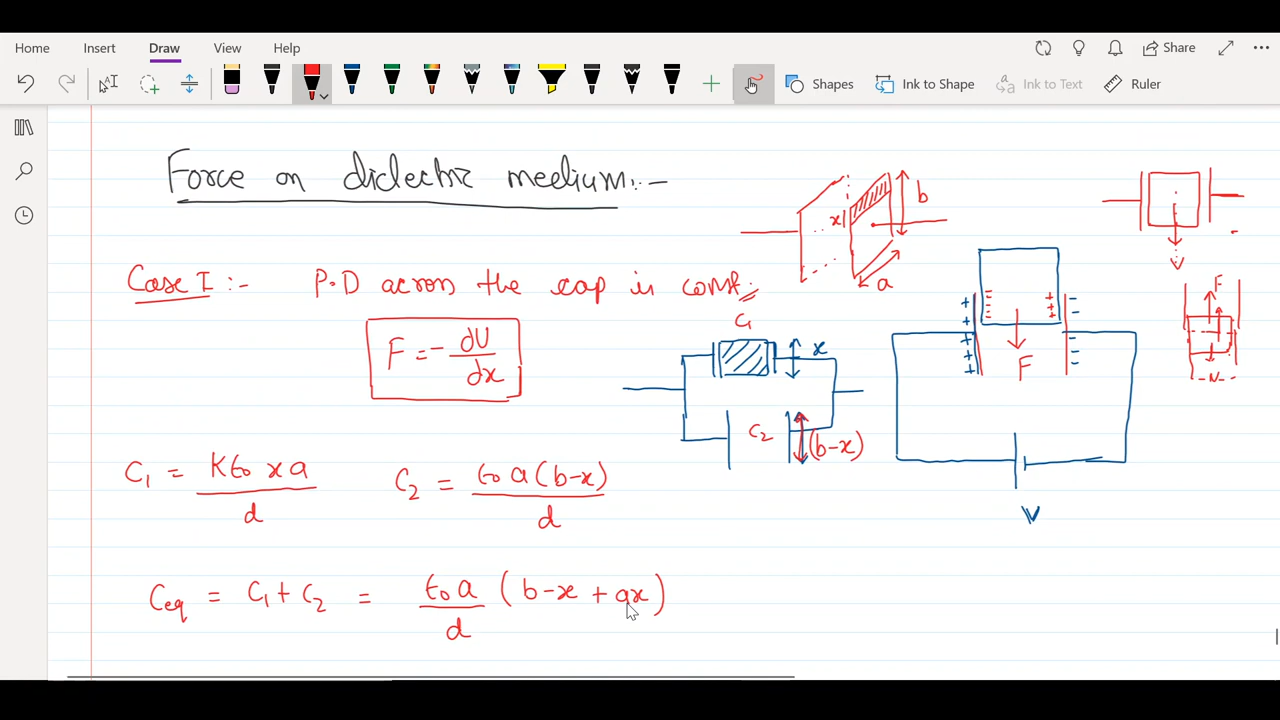 Home Insert Draw View Help Share
Shapes Ink to Shape Ink to Text Ruler
Force on dielectric medium:-
Case I :- P.D across the cap is const.
F = - dU/dx
C₁ = Kϵ₀ x a / d C₂ = ϵ₀ a (b-x) / d
Ceq = C₁ + C₂ = ϵ₀ a / d (b-x + ax)
x b
a
C₁
x
C₂ (b-x)
+ + + + + - - - + + + - - - - -
F
V
F